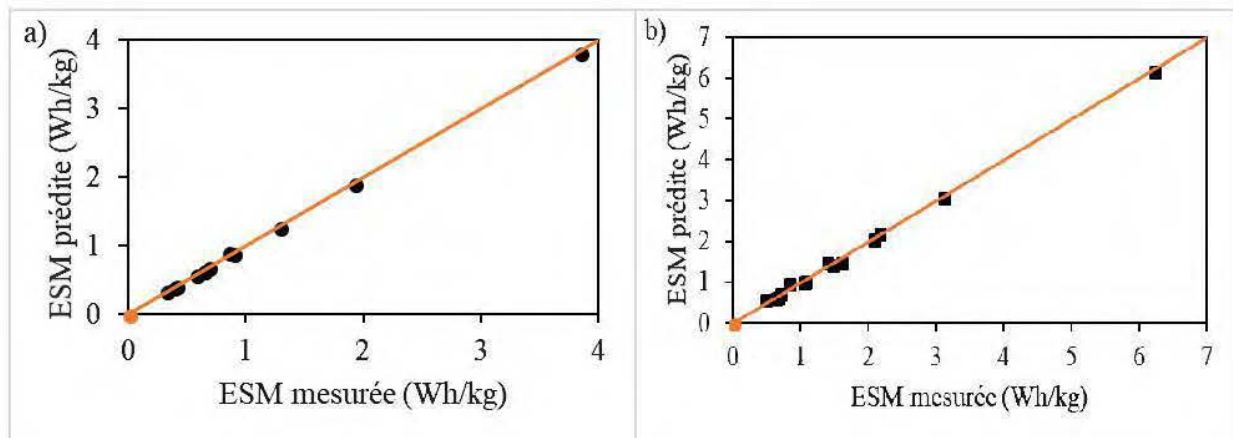 a)
ESM prédite (Wh/kg)
4
3
2
1
0
0 1 2 3 4
ESM mesurée (Wh/kg)
b)
ESM prédite (Wh/kg)
7
6
5
4
3
2
1
0
0 1 2 3 4 5 6 7
ESM mesurée (Wh/kg)